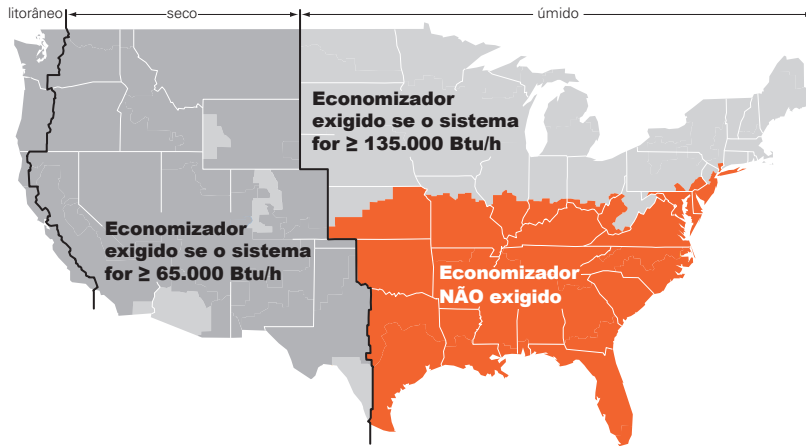 litorâneo seco úmido
Economizador
exigido se o sistema
for ≥ 135.000 Btu/h
Economizador
exigido se o sistema
for ≥ 65.000 Btu/h
Economizador
NÃO exigido